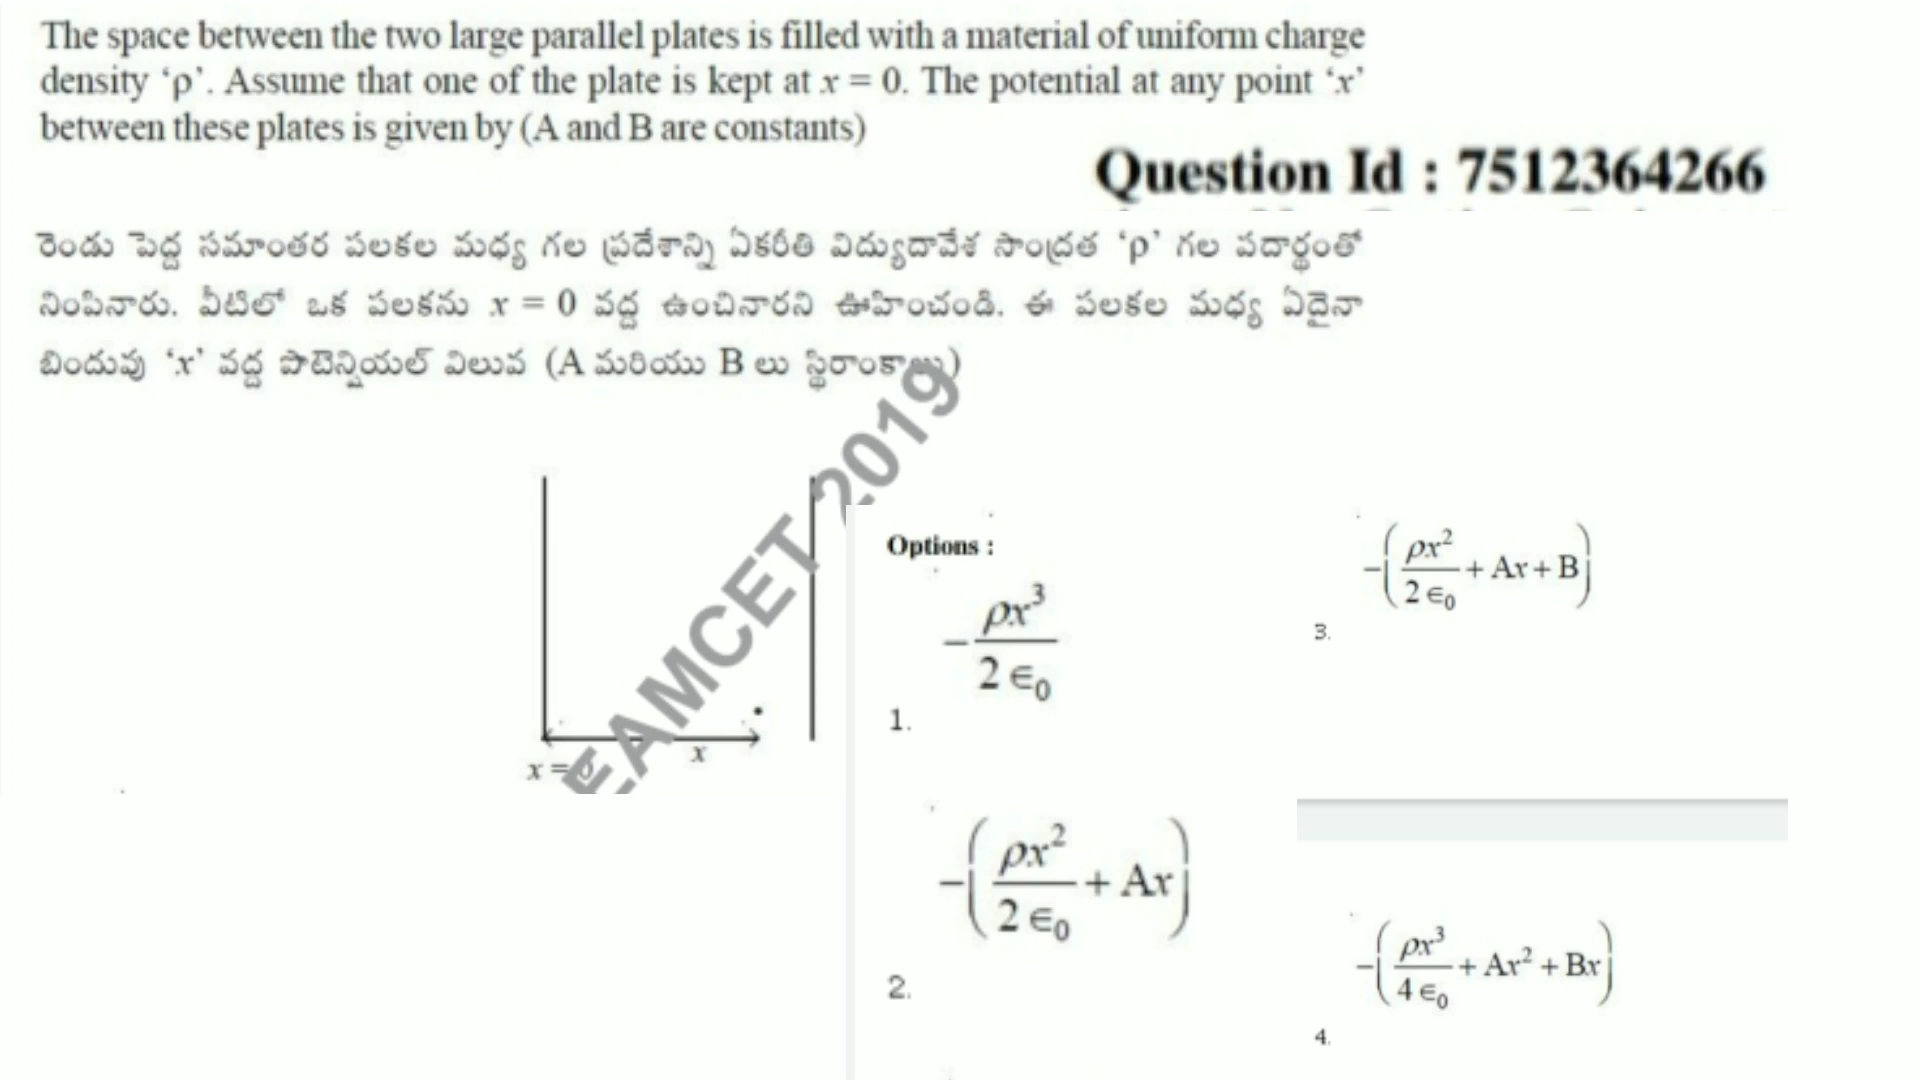 The space between the two large parallel plates is filled with a material of uniform charge
density ‘ρ’. Assume that one of the plate is kept at x = 0. The potential at any point ‘x’
between these plates is given by (A and B are constants)
Question Id : 7512364266
రెండు పెద్ద సమాంతర పలకల మధ్య గల ప్రదేశాన్ని ఏకరీతి విద్యుదావేశ సాంద్రత ‘ρ’ గల పదార్థంతో
నింపినారు. వీటిలో ఒక పలకను x = 0 వద్ద ఉంచినారని ఊహించండి. ఈ పలకల మధ్య ఏదైనా
బిందువు ‘x’ వద్ద పొటెన్షియల్ విలువ (A మరియు B లు స్థిరాంకాలు)
EAMCET 2019
x = 0
x
Options :
1. −ρx³/2∈₀
2. −(ρx²/2∈₀ + Ax)
3. −(ρx²/2∈₀ + Ax + B)
4. −(ρx³/4∈₀ + Ax² + Bx)